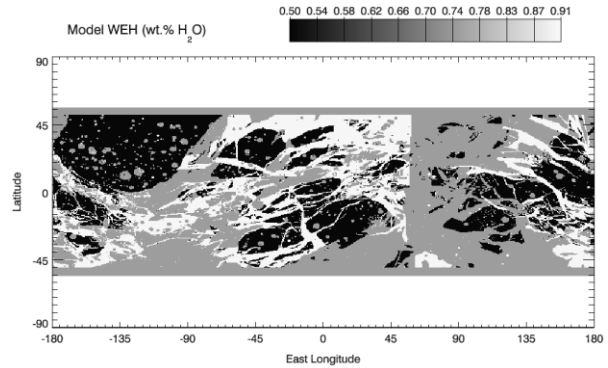 0.50 0.54 0.58 0.62 0.66 0.70 0.74 0.78 0.83 0.87 0.91
Model WEH (wt.% H2O)
90
45
0
-45
-90
Latitude
-180 -135 -90 -45 0 45 90 135 180
East Longitude